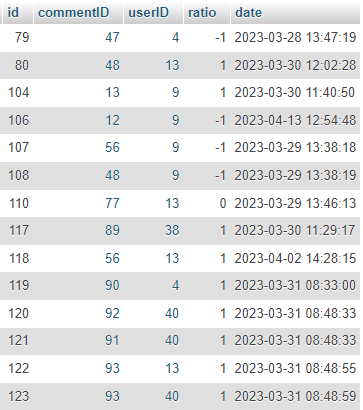 id commentID userID ratio date
79 47 4 -1 2023-03-28 13:47:19
80 48 13 1 2023-03-30 12:02:28
104 13 9 1 2023-03-30 11:40:50
106 12 9 -1 2023-04-13 12:54:48
107 56 9 -1 2023-03-29 13:38:18
108 48 9 -1 2023-03-29 13:38:19
110 77 13 0 2023-03-29 13:46:13
117 89 38 1 2023-03-30 11:29:17
118 56 13 1 2023-04-02 14:28:15
119 90 4 1 2023-03-31 08:33:00
120 92 40 1 2023-03-31 08:48:33
121 91 40 1 2023-03-31 08:48:33
122 93 13 1 2023-03-31 08:48:55
123 93 40 1 2023-03-31 08:48:59